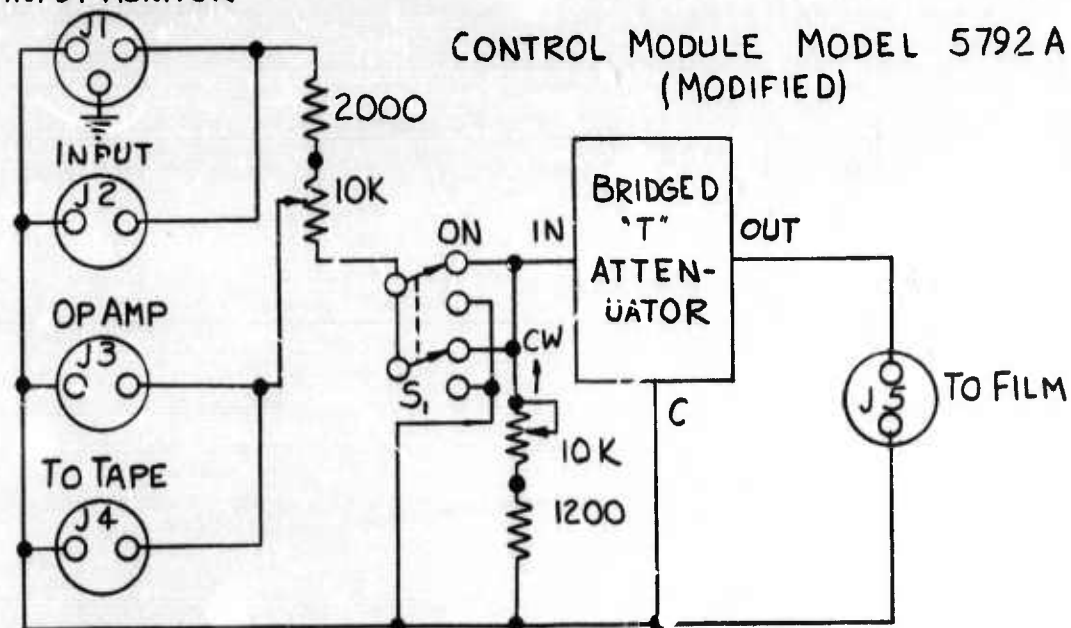 J1
CONTROL MODULE MODEL 5792A
(MODIFIED)
2000
INPUT
J2
10K
ON
IN
BRIDGED
"T"
ATTEN-
UATOR
OUT
OP AMP
J3
S1
CW
C
J5
TO FILM
10K
TO TAPE
J4
1200